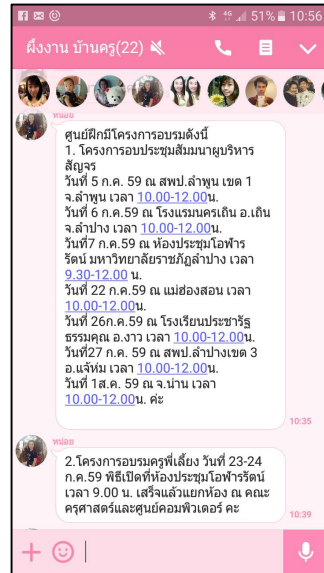 46 51% 10:56
ผึ้งงาน บ้านครู(22)
หน่อย
ศูนย์ฝึกมีโครงการอบรมดังนี้
1. โครงการอบประชุมสัมมนาผูบริหาร
สัญจร
วันที่ 5 ก.ค. 59 ณ สพป.ลำพูน เขต 1
จ.ลำพูน เวลา 10.00-12.00น.
วันที่ 6 ก.ค.59 ณ โรงแรมนครเถิน อ.เถิน
จ.ลำปาง เวลา 10.00-12.00น.
วันที่7 ก.ค.59 ณ ห้องประชุมโอฬาร
รัตน์ มหาวิทยาลัยราชภัฏลำปาง เวลา
9.30-12.00 น.
วันที่ 22 ก.ค.59 ณ แม่ฮ่องสอน เวลา
10.00-12.00น.
วันที่ 26ก.ค.59 ณ โรงเรียนประชารัฐ
ธรรมคุณ อ.งาว เวลา 10.00-12.00น.
วันที่27 ก.ค.59 ณ สพป.ลำปางเขต 3
อ.แจ้ห่ม เวลา 10.00-12.00น.
วันที่ 1ส.ค. 59 ณ จ.น่าน เวลา
10.00-12.00น. ค่ะ
10:35
หน่อย
2.โครงการอบรมครูพี่เลี้ยง วันที่ 23-24
ก.ค.59 พิธีเปิดที่ห้องประชุมโอฬารรัตน์
เวลา 9.00 น. เสร็จแล้วแยกห้อง ณ คณะ
ครุศาสตร์และศูนย์คอมพิวเตอร์ คะ
10:39